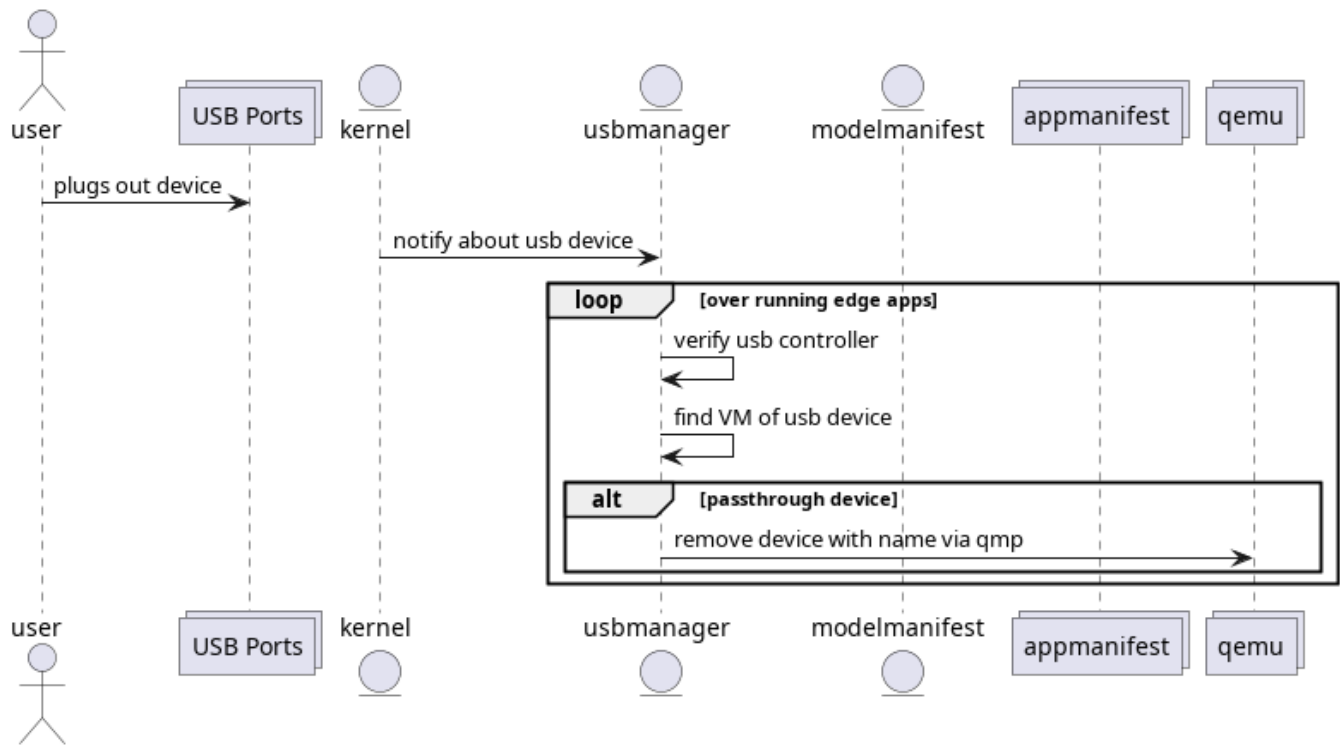 user
USB Ports
kernel
usbmanager
modelmanifest
appmanifest
qemu
plugs out device
notify about usb device
loop
[over running edge apps]
verify usb controller
find VM of usb device
alt
[passthrough device]
remove device with name via qmp
user
USB Ports
kernel
usbmanager
modelmanifest
appmanifest
qemu